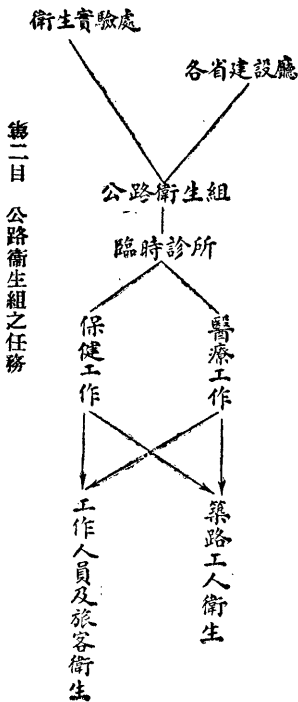 衛生實驗處
各省建設廳
公路衛生組
臨時診所
醫療工作
保健工作
築路工人衛生
工作人員及旅客衛生
第二目　公路衞生組之任務